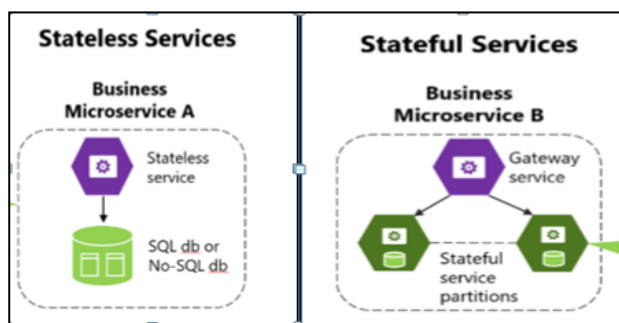 Stateless Services
Business
Microservice A
Stateless
service
SQL db or
No-SQL db
Stateful Services
Business
Microservice B
Gateway
service
Stateful
service
partitions